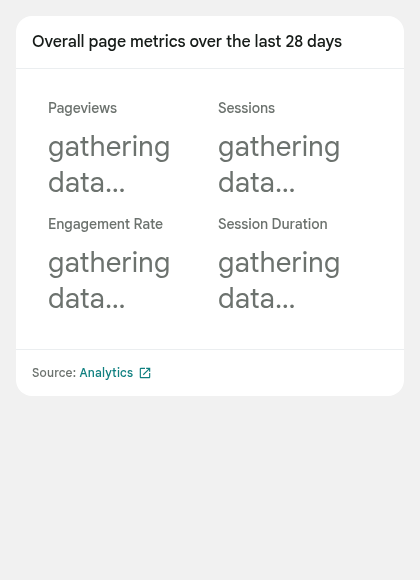 Overall page metrics over the last 28 days
Pageviews
Sessions
gathering
data...
gathering
data...
Engagement Rate
Session Duration
gathering
data...
gathering
data...
Source: Analytics